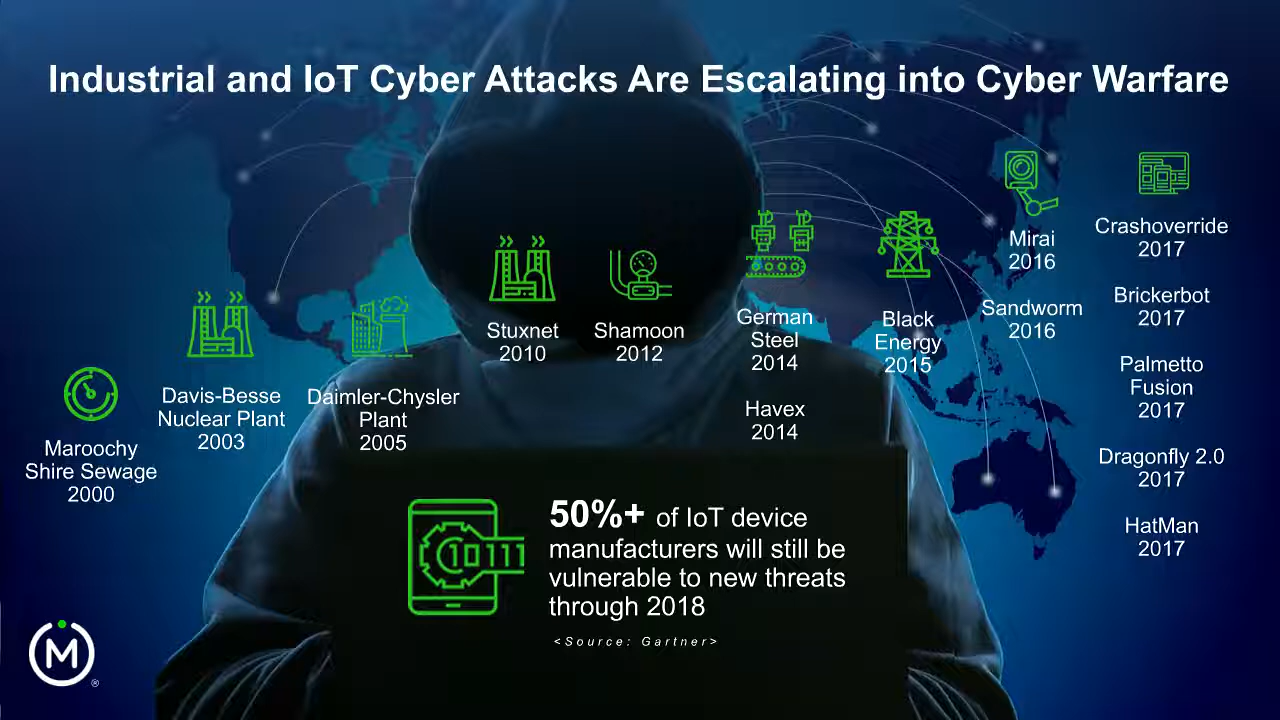 Industrial and IoT Cyber Attacks Are Escalating into Cyber Warfare
Maroochy
Shire Sewage
2000
Davis-Besse
Nuclear Plant
2003
Daimler-Chysler
Plant
2005
Stuxnet
2010
Shamoon
2012
German
Steel
2014
Havex
2014
Black
Energy
2015
Mirai
2016
Sandworm
2016
Crashoverride
2017
Brickerbot
2017
Palmetto
Fusion
2017
Dragonfly 2.0
2017
HatMan
2017
10111
50%+ of IoT device
manufacturers will still be
vulnerable to new threats
through 2018
<Source: Gartner>
M
®